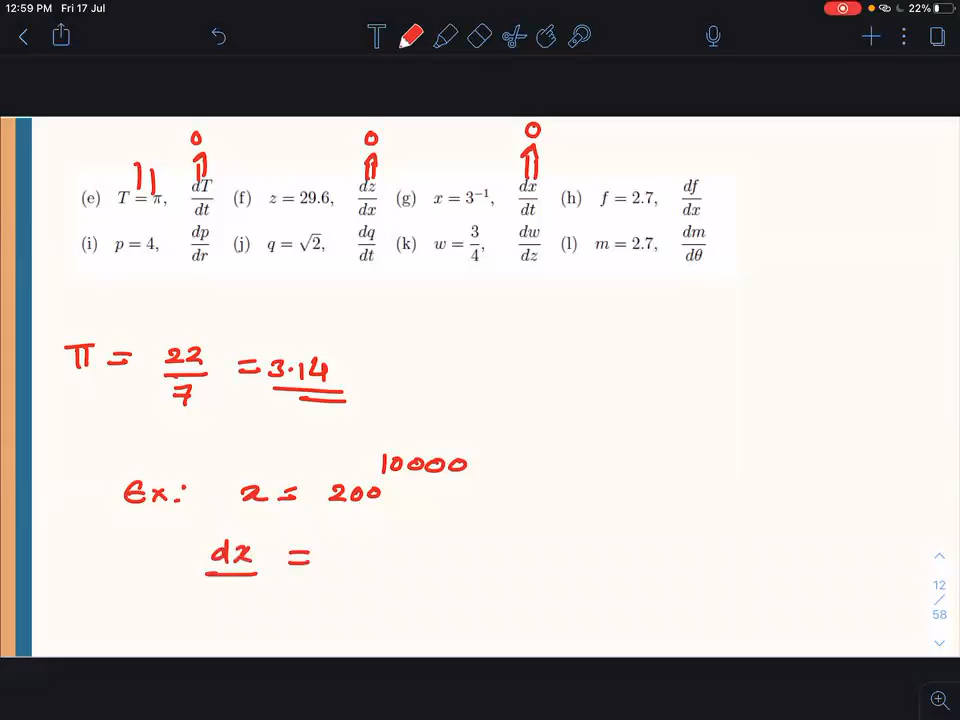 12:59 PM Fri 17 Jul 22%
0 0 0
(e) T = π, dT/dt (f) z = 29.6, dz/dx (g) x = 3⁻¹, dx/dt (h) f = 2.7, df/dx
(i) p = 4, dp/dr (j) q = √2, dq/dt (k) w = 3/4, dw/dz (l) m = 2.7, dm/dθ
π = 22/7 = 3.14
Ex: x = 200^10000
dx =
12
/
58